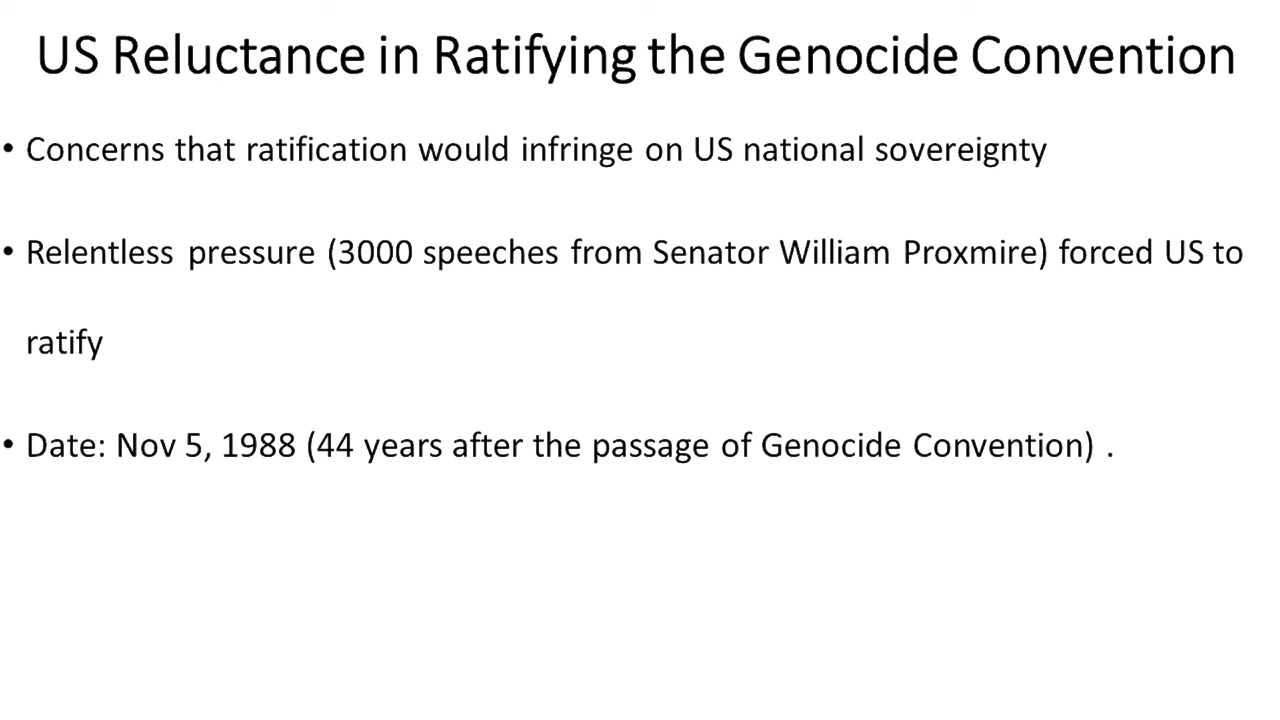 US Reluctance in Ratifying the Genocide Convention
• Concerns that ratification would infringe on US national sovereignty
• Relentless pressure (3000 speeches from Senator William Proxmire) forced US to
ratify
• Date: Nov 5, 1988 (44 years after the passage of Genocide Convention) .